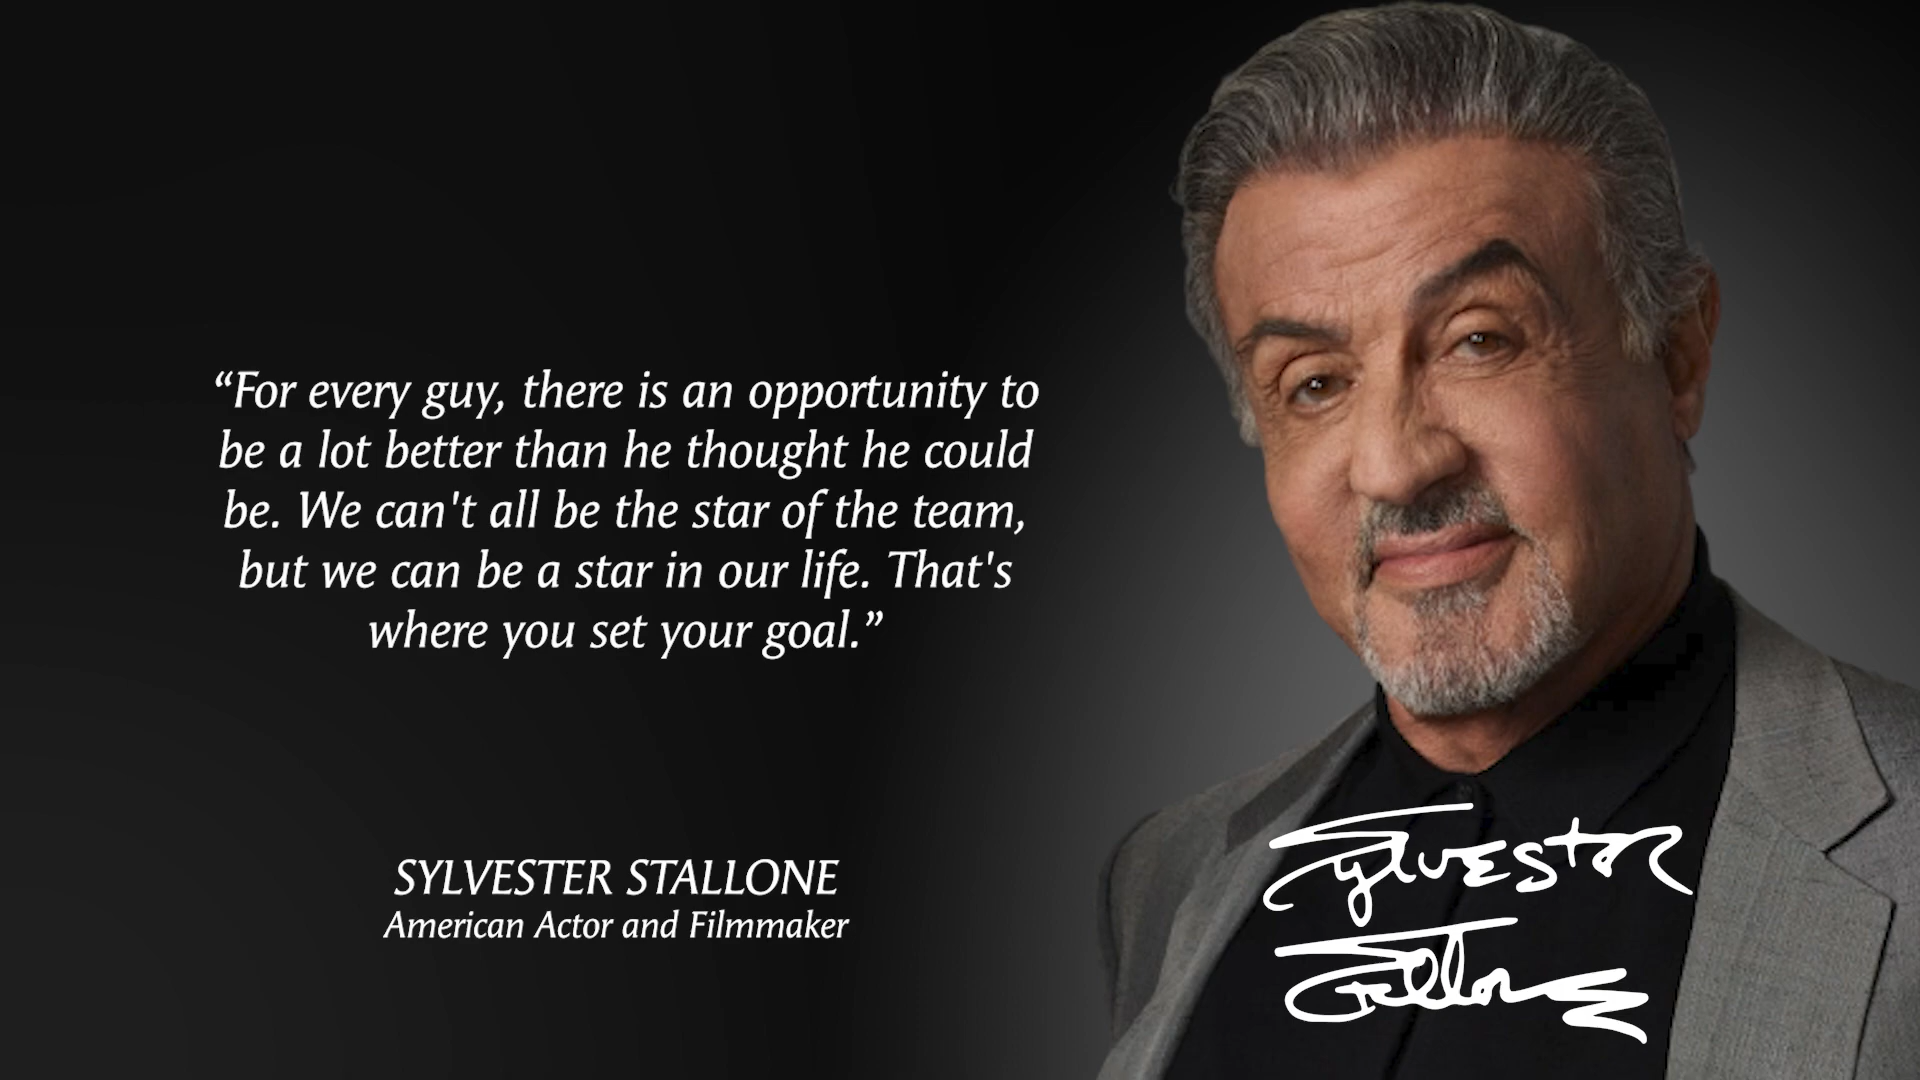 “For every guy, there is an opportunity to
be a lot better than he thought he could
be. We can't all be the star of the team,
but we can be a star in our life. That's
where you set your goal.”
SYLVESTER STALLONE
American Actor and Filmmaker
Sylvester
Stallone